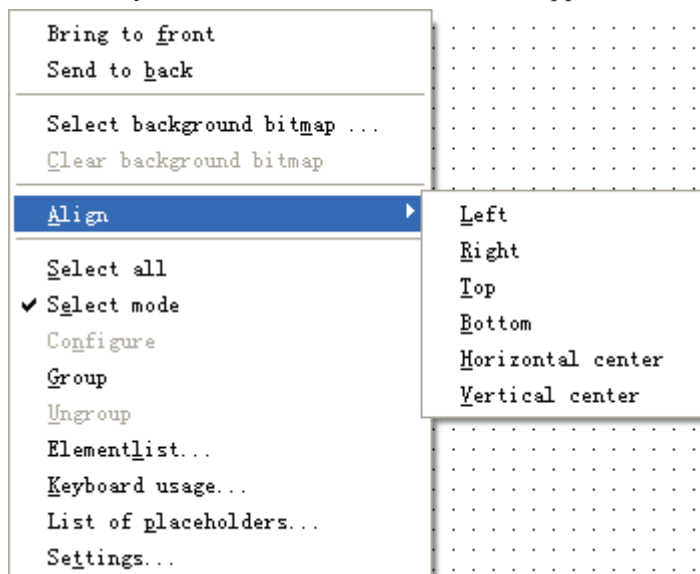 Bring to front
Send to back
Select background bitmap ...
Clear background bitmap
Align
Left
Right
Top
Bottom
Horizontal center
Vertical center
Select all
Select mode
Configure
Group
Ungroup
Elementlist...
Keyboard usage...
List of placeholders...
Settings...